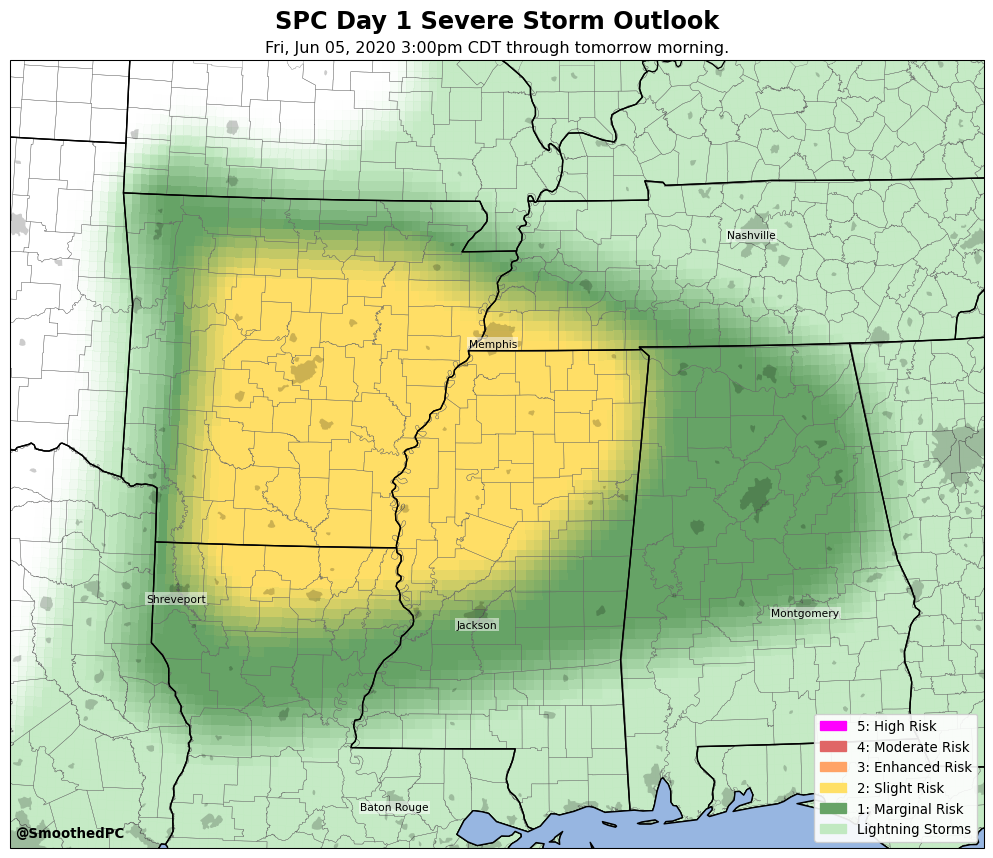 SPC Day 1 Severe Storm Outlook
Fri, Jun 05, 2020 3:00pm CDT through tomorrow morning.
Nashville
Memphis
Shreveport
Montgomery
Jackson
5: High Risk
4: Moderate Risk
3: Enhanced Risk
2: Slight Risk
1: Marginal Risk
Lightning Storms
Baton Rouge
@SmoothedPC